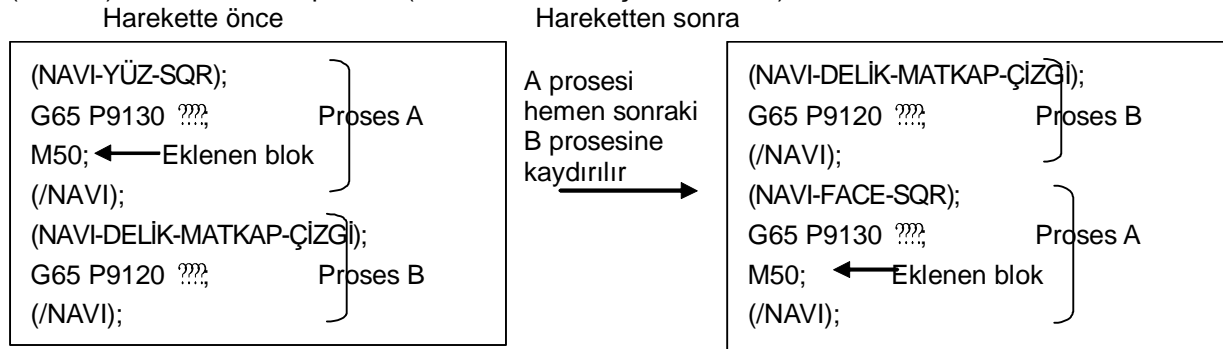 Harekette önce
Hareketten sonra
(NAVI-YÜZ-SQR);
G65 P9130 ????; Proses A
M50; Eklenen blok
(/NAVI);
(NAVI-DELİK-MATKAP-ÇİZGİ);
G65 P9120 ????; Proses B
(/NAVI);
A prosesi
hemen sonraki
B prosesine
kaydırılır
(NAVI-DELİK-MATKAP-ÇİZGİ);
G65 P9120 ????; Proses B
(/NAVI);
(NAVI-FACE-SQR);
G65 P9130 ????; Proses A
M50; Eklenen blok
(/NAVI);